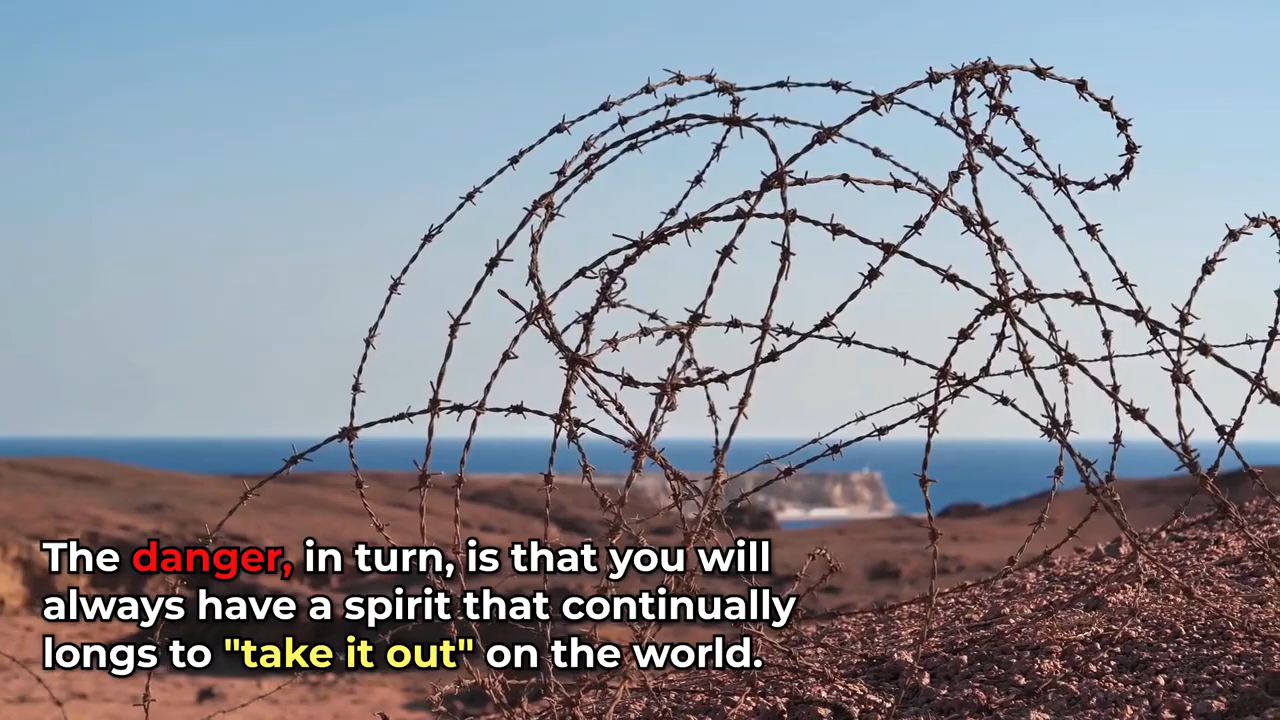 The danger, in turn, is that you will
always have a spirit that continually
longs to "take it out" on the world.